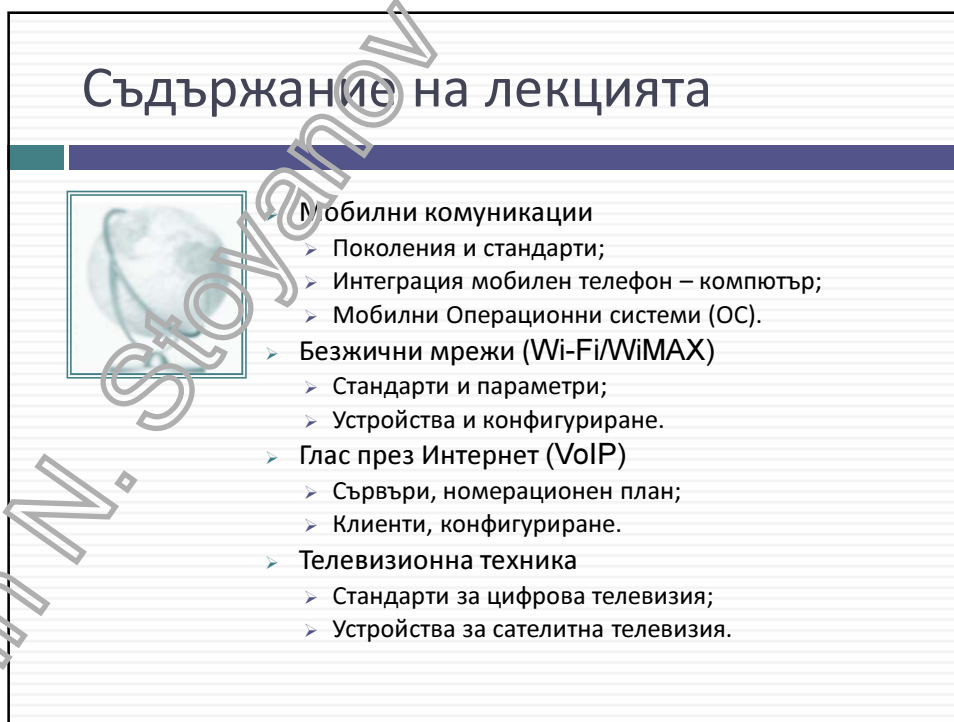 Съдържание на лекцията
Мобилни комуникации
Поколения и стандарти;
Интеграция мобилен телефон – компютър;
Мобилни Операционни системи (ОС).
Безжични мрежи (Wi-Fi/WiMAX)
Стандарти и параметри;
Устройства и конфигуриране.
Глас през Интернет (VoIP)
Сървъри, номерационен план;
Клиенти, конфигуриране.
Телевизионна техника
Стандарти за цифрова телевизия;
Устройства за сателитна телевизия.
N. Stoyanov